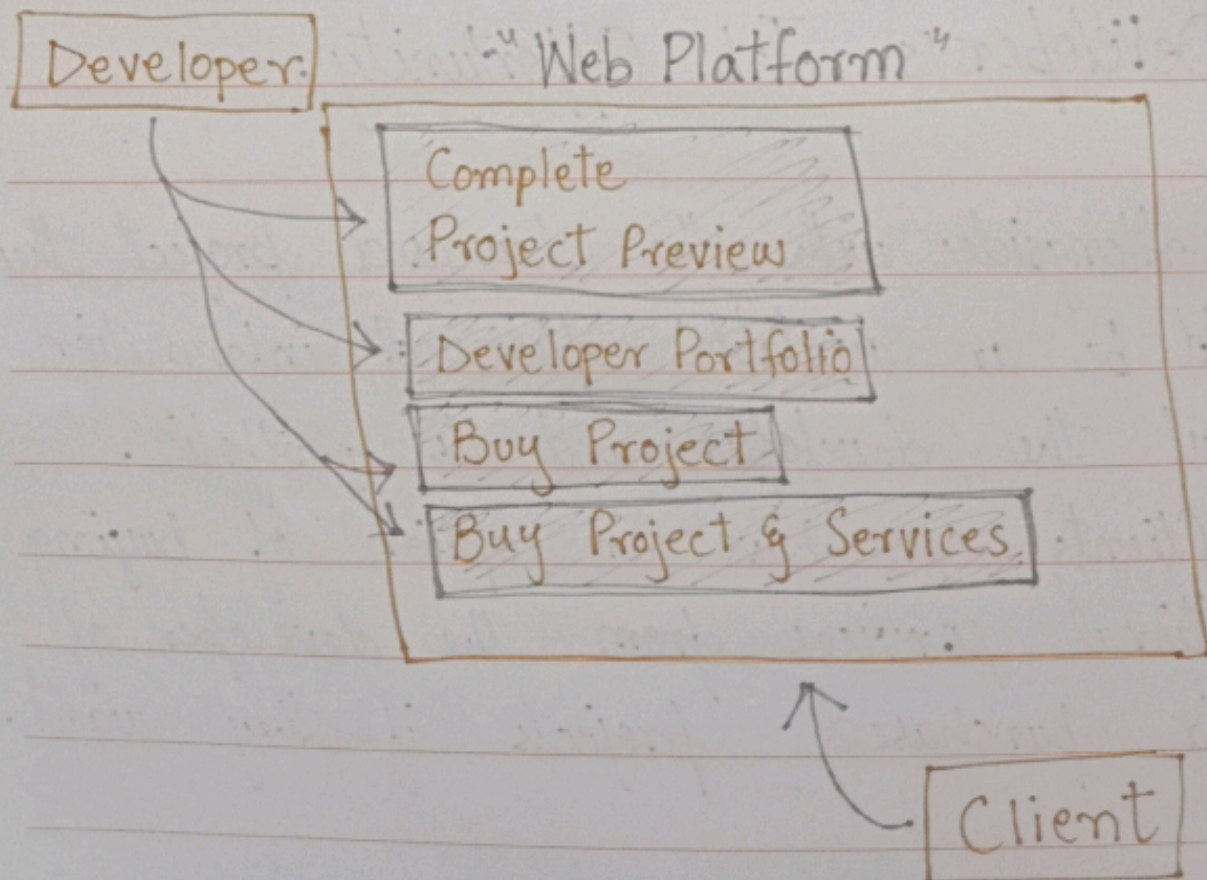 Developer
"Web Platform"
Complete
Project Preview
Developer Portfolio
Buy Project
Buy Project & Services
Client